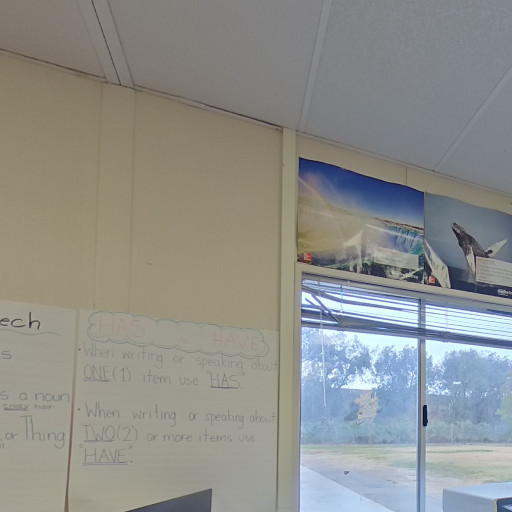 ech
s
s a noun
, or Thing
HAS HAVE
· When writing or speaking about
ONE(1) item use "HAS"
· When writing or speaking about
TWO(2) or more items use
"HAVE".